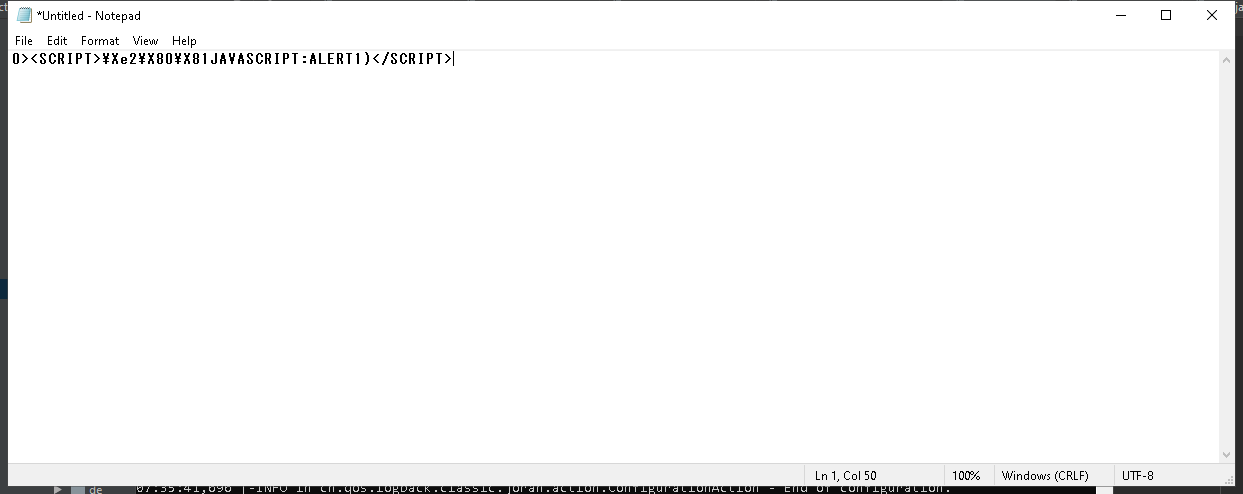 *Untitled - Notepad
File Edit Format View Help
0><SCRIPT>¥Xe2¥X80¥X81JAVASCRIPT:ALERT1)</SCRIPT>
Ln 1, Col 50 100% Windows (CRLF) UTF-8
de 07:35:41,696 |-INFO in ch.qos.logback.classic.joran.action.ConfigurationAction - End of configuration.